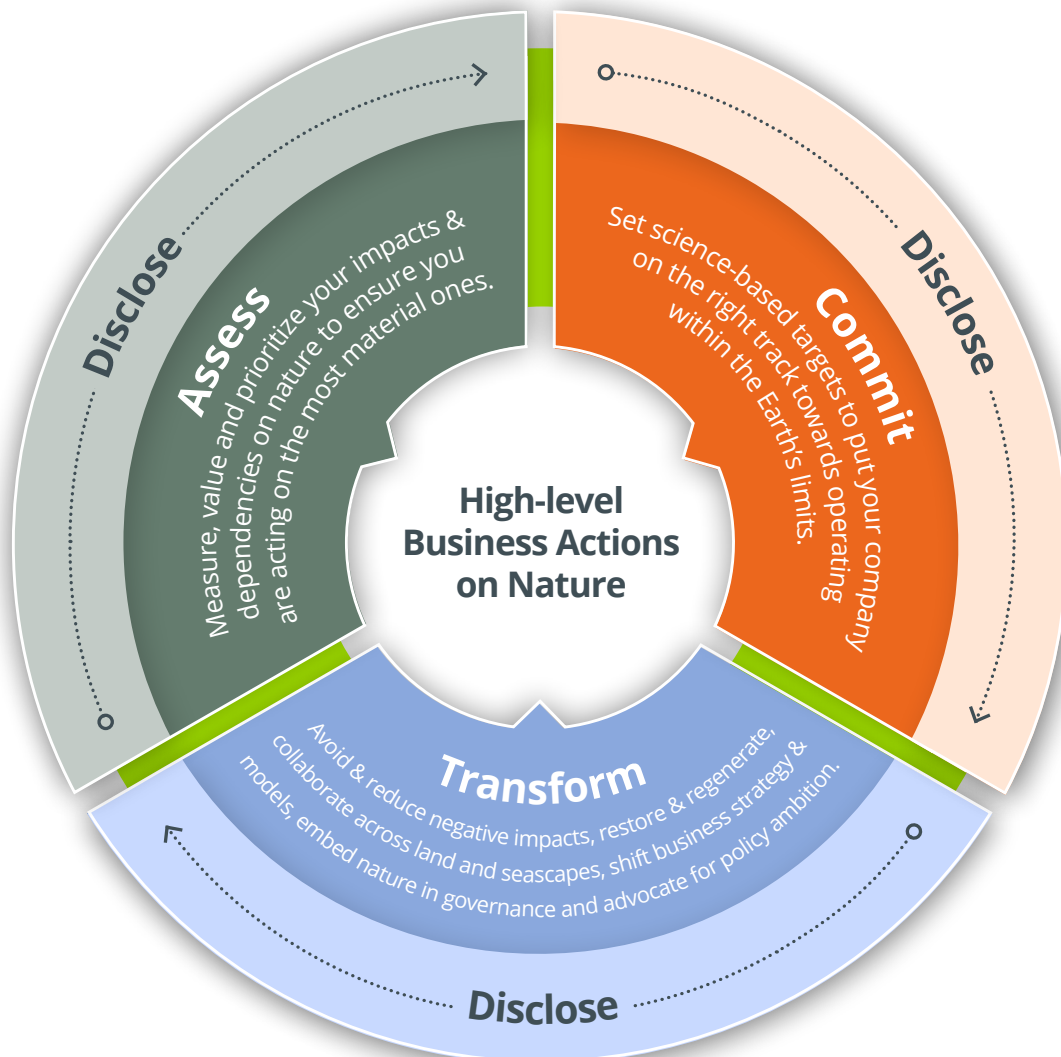 High-level
Business Actions
on Nature
Disclose
Assess
Measure, value and prioritize your impacts &
dependencies on nature to ensure you
are acting on the most material ones.
Disclose
Commit
Set science-based targets to put your company
on the right track towards operating
within the Earth's limits.
Transform
Avoid & reduce negative impacts, restore & regenerate,
collaborate across land and seascapes, shift business strategy &
models, embed nature in governance and advocate for policy ambition.
Disclose